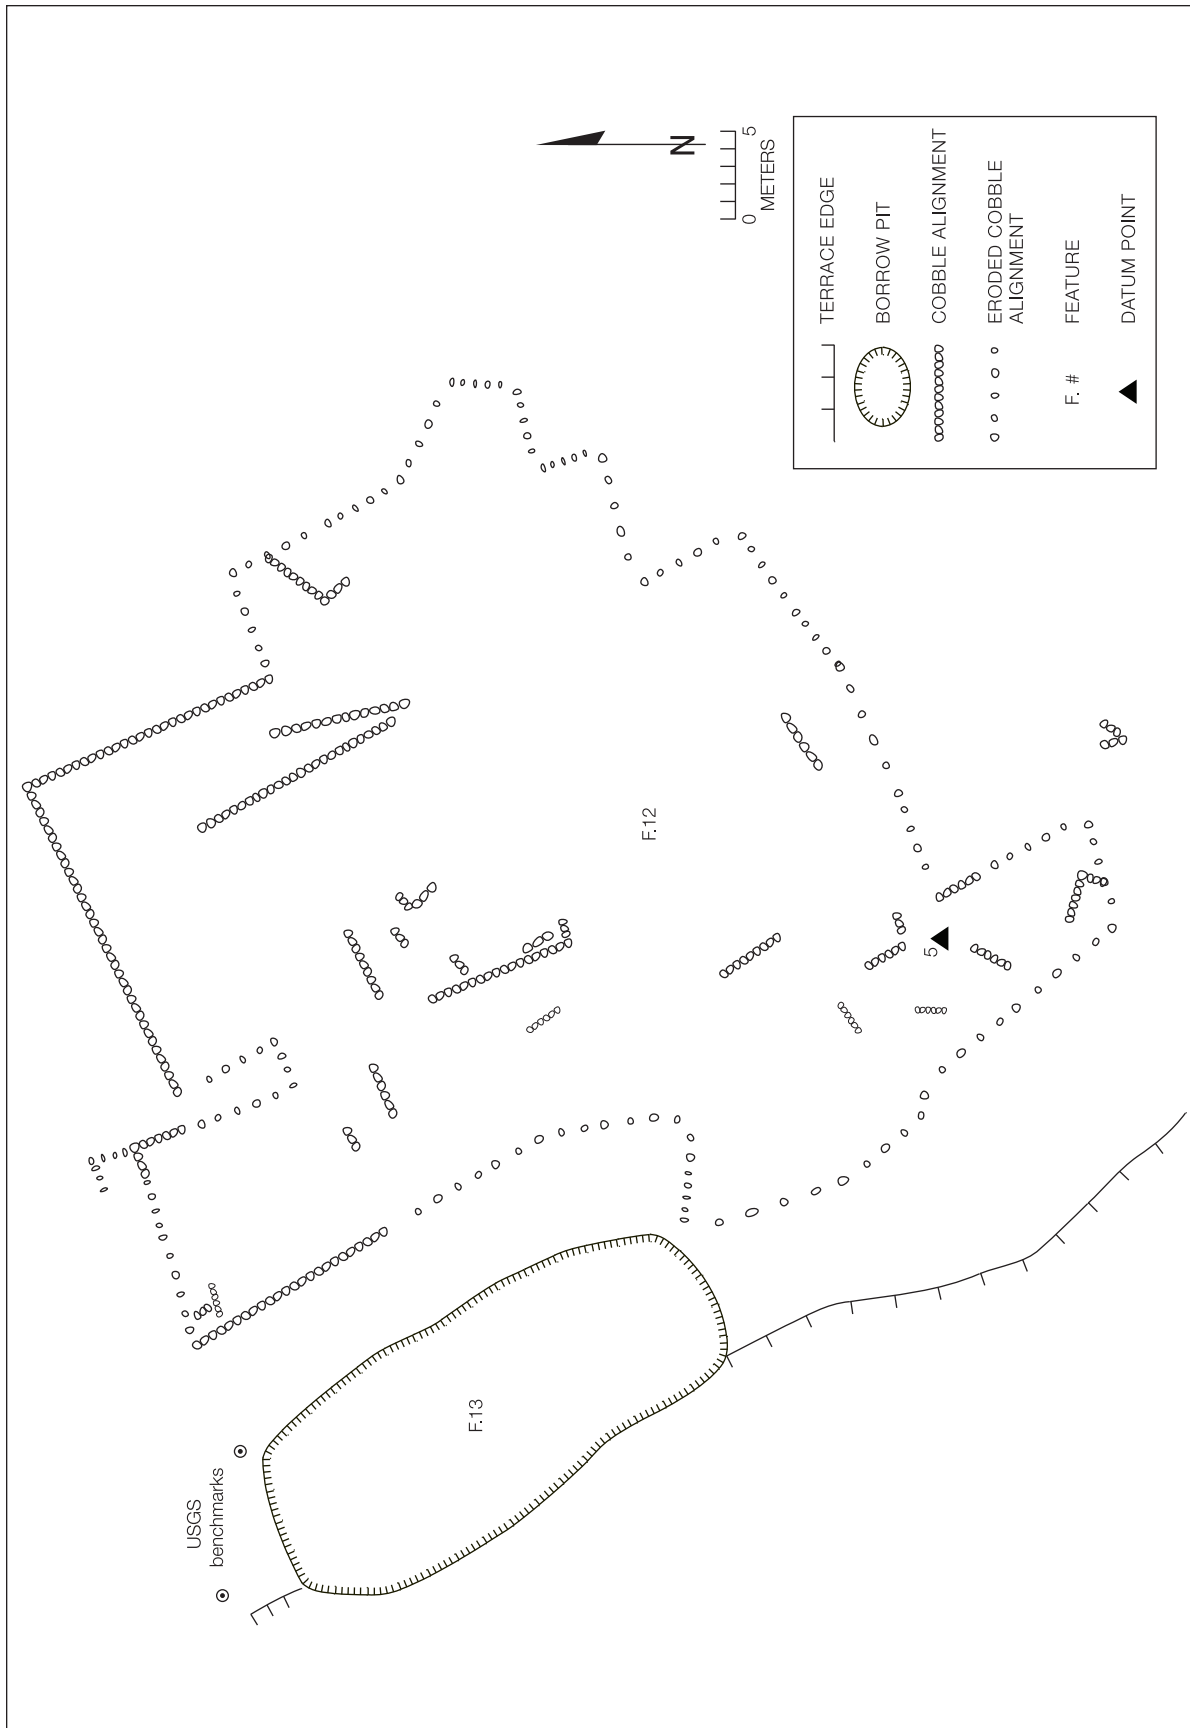 USGS
benchmarks
F.13
F.12
5
N
0 5
METERS
TERRACE EDGE
BORROW PIT
COBBLE ALIGNMENT
ERODED COBBLE
ALIGNMENT
F. # FEATURE
DATUM POINT